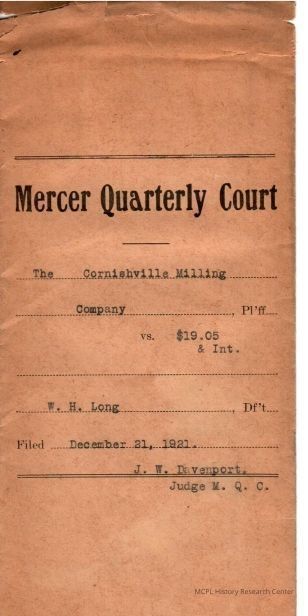 Mercer Quarterly Court
The Cornishville Milling
Company, Pl'ff
vs. $19.05
& Int.
W. H. Long, Df't
Filed December 21, 1921.
J. W. Davenport,
Judge M. Q. C.
MCPL History Research Center